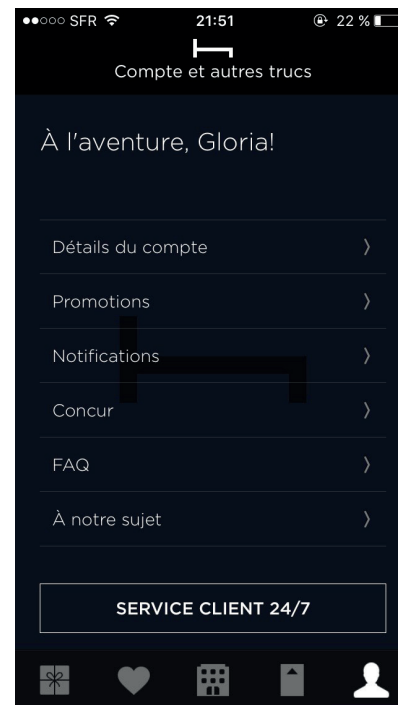 SFR 21:51 22 %
Compte et autres trucs
À l'aventure, Gloria!
Détails du compte
Promotions
Notifications
Concur
FAQ
À notre sujet
SERVICE CLIENT 24/7